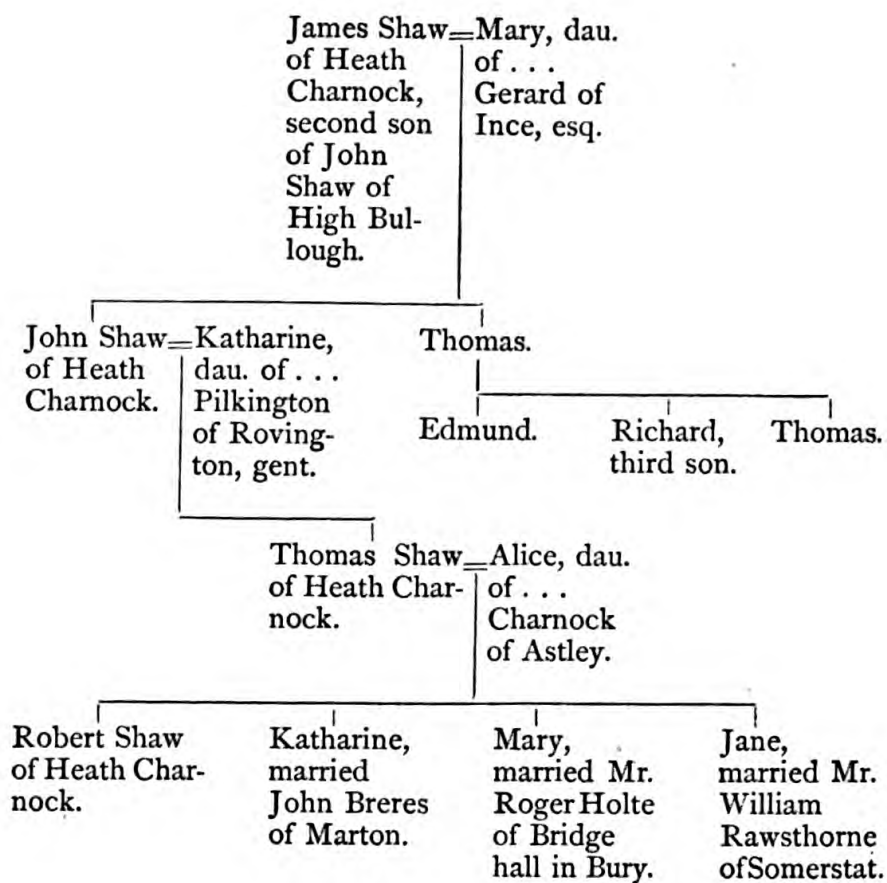 James Shaw=Mary, dau.
of Heath
Charnock,
second son
of John
Shaw of
High Bul-
lough.
of . . .
Gerard of
Ince, esq.
John Shaw=Katharine,
of Heath
Charnock.
dau. of . . .
Pilkington
of Roving-
ton, gent.
Thomas.
Edmund.
Richard,
third son.
Thomas.
Thomas Shaw=Alice, dau.
of Heath Char-
nock.
of . . .
Charnock
of Astley.
Robert Shaw
of Heath Char-
nock.
Katharine,
married
John Breres
of Marton.
Mary,
married Mr.
Roger Holte
of Bridge
hall in Bury.
Jane,
married Mr.
William
Rawsthorne
of Somerstat.